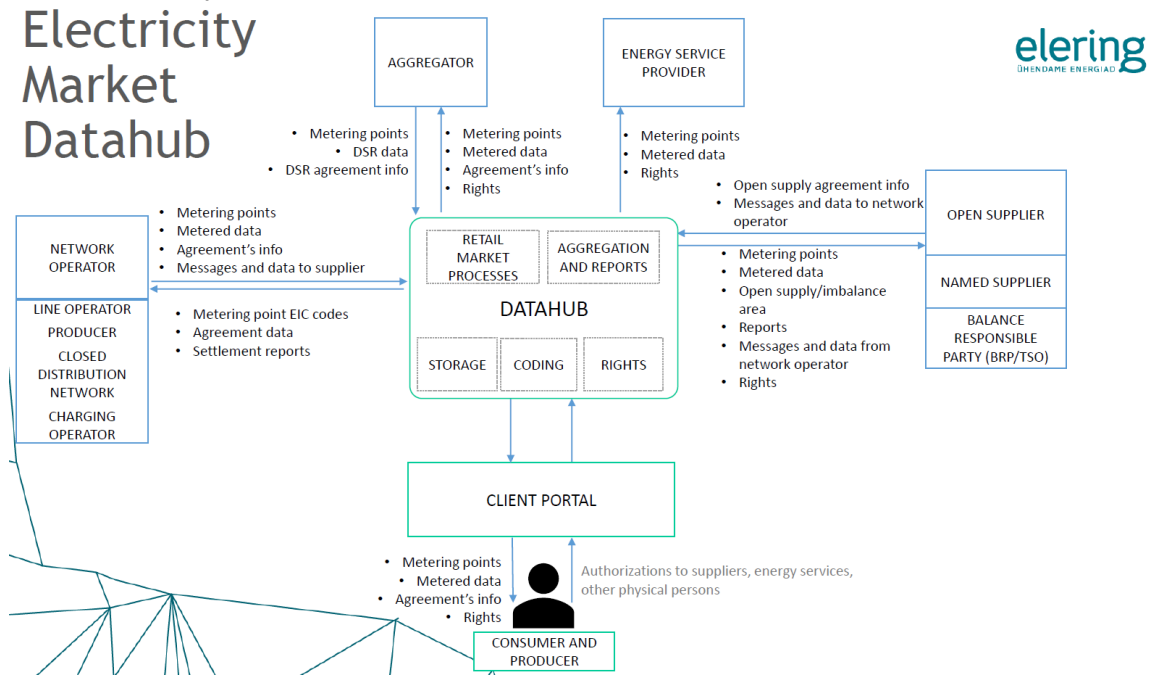 Electricity
Market
Datahub
AGGREGATOR
ENERGY SERVICE
PROVIDER
elering
ÜHENDAME ENERGIAD
• Metering points
• DSR data
• DSR agreement info
• Metering points
• Metered data
• Agreement's info
• Rights
• Metering points
• Metered data
• Rights
• Metering points
• Metered data
• Agreement's info
• Messages and data to supplier
• Open supply agreement info
• Messages and data to network
operator
NETWORK
OPERATOR
LINE OPERATOR
PRODUCER
CLOSED
DISTRIBUTION
NETWORK
CHARGING
OPERATOR
• Metering point EIC codes
• Agreement data
• Settlement reports
RETAIL
MARKET
PROCESSES
AGGREGATION
AND REPORTS
DATAHUB
STORAGE
CODING
RIGHTS
• Metering points
• Metered data
• Open supply/imbalance
area
• Reports
• Messages and data from
network operator
• Rights
OPEN SUPPLIER
NAMED SUPPLIER
BALANCE
RESPONSIBLE
PARTY (BRP/TSO)
CLIENT PORTAL
• Metering points
• Metered data
• Agreement's info
• Rights
Authorizations to suppliers, energy services,
other physical persons
CONSUMER AND
PRODUCER